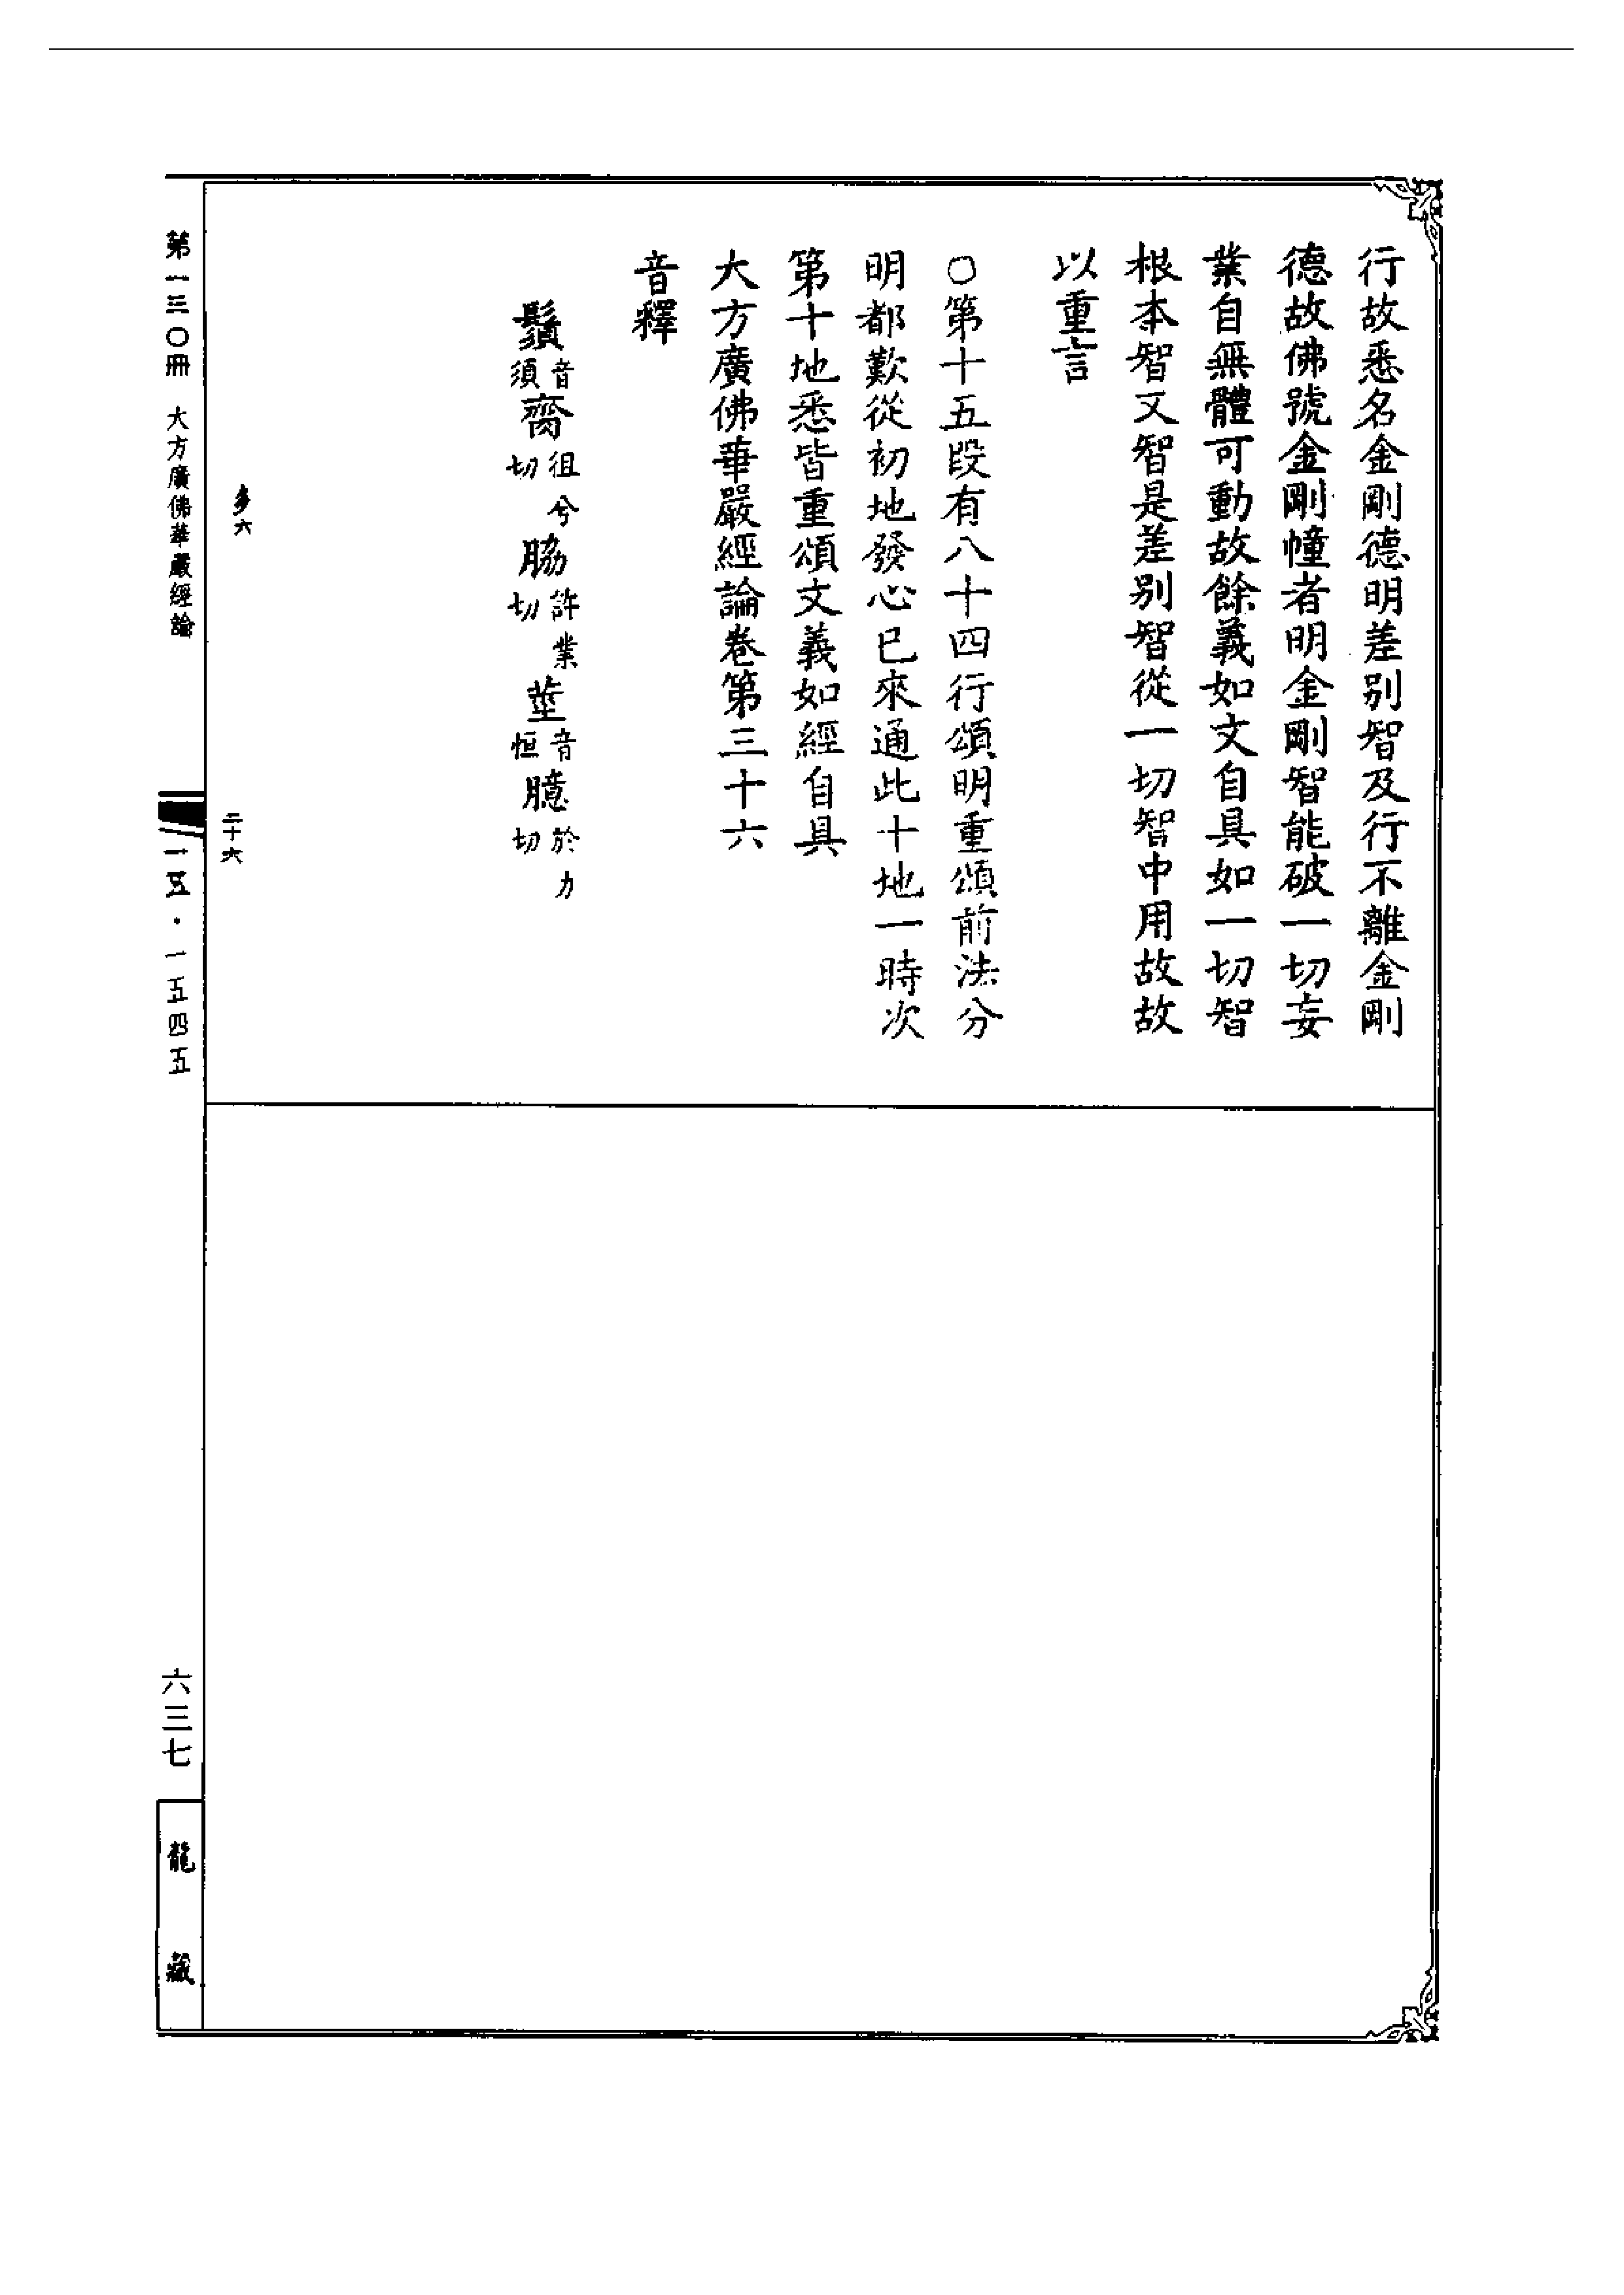 行故悉名金剛德明差別智及行不離金剛
德故佛號金剛幢者明金剛智能破一切妄
業自無體可動故餘義如文自具如一切智
根本智又智是差別智從一切智中用故故
以重言
○第十五段有八十四行頌明重頌前法分
明都歎從初地發心已來通此十地一時次
第十地悉皆重頌文義如經自具
大方廣佛華嚴經論卷第三十六
音釋
鬚音須 臍徂兮切 脇許業切 莖音恒 臆於力切
多六 二十六
第一三〇冊 大方廣佛華嚴經論 一五·一五四五 六三七 龍藏